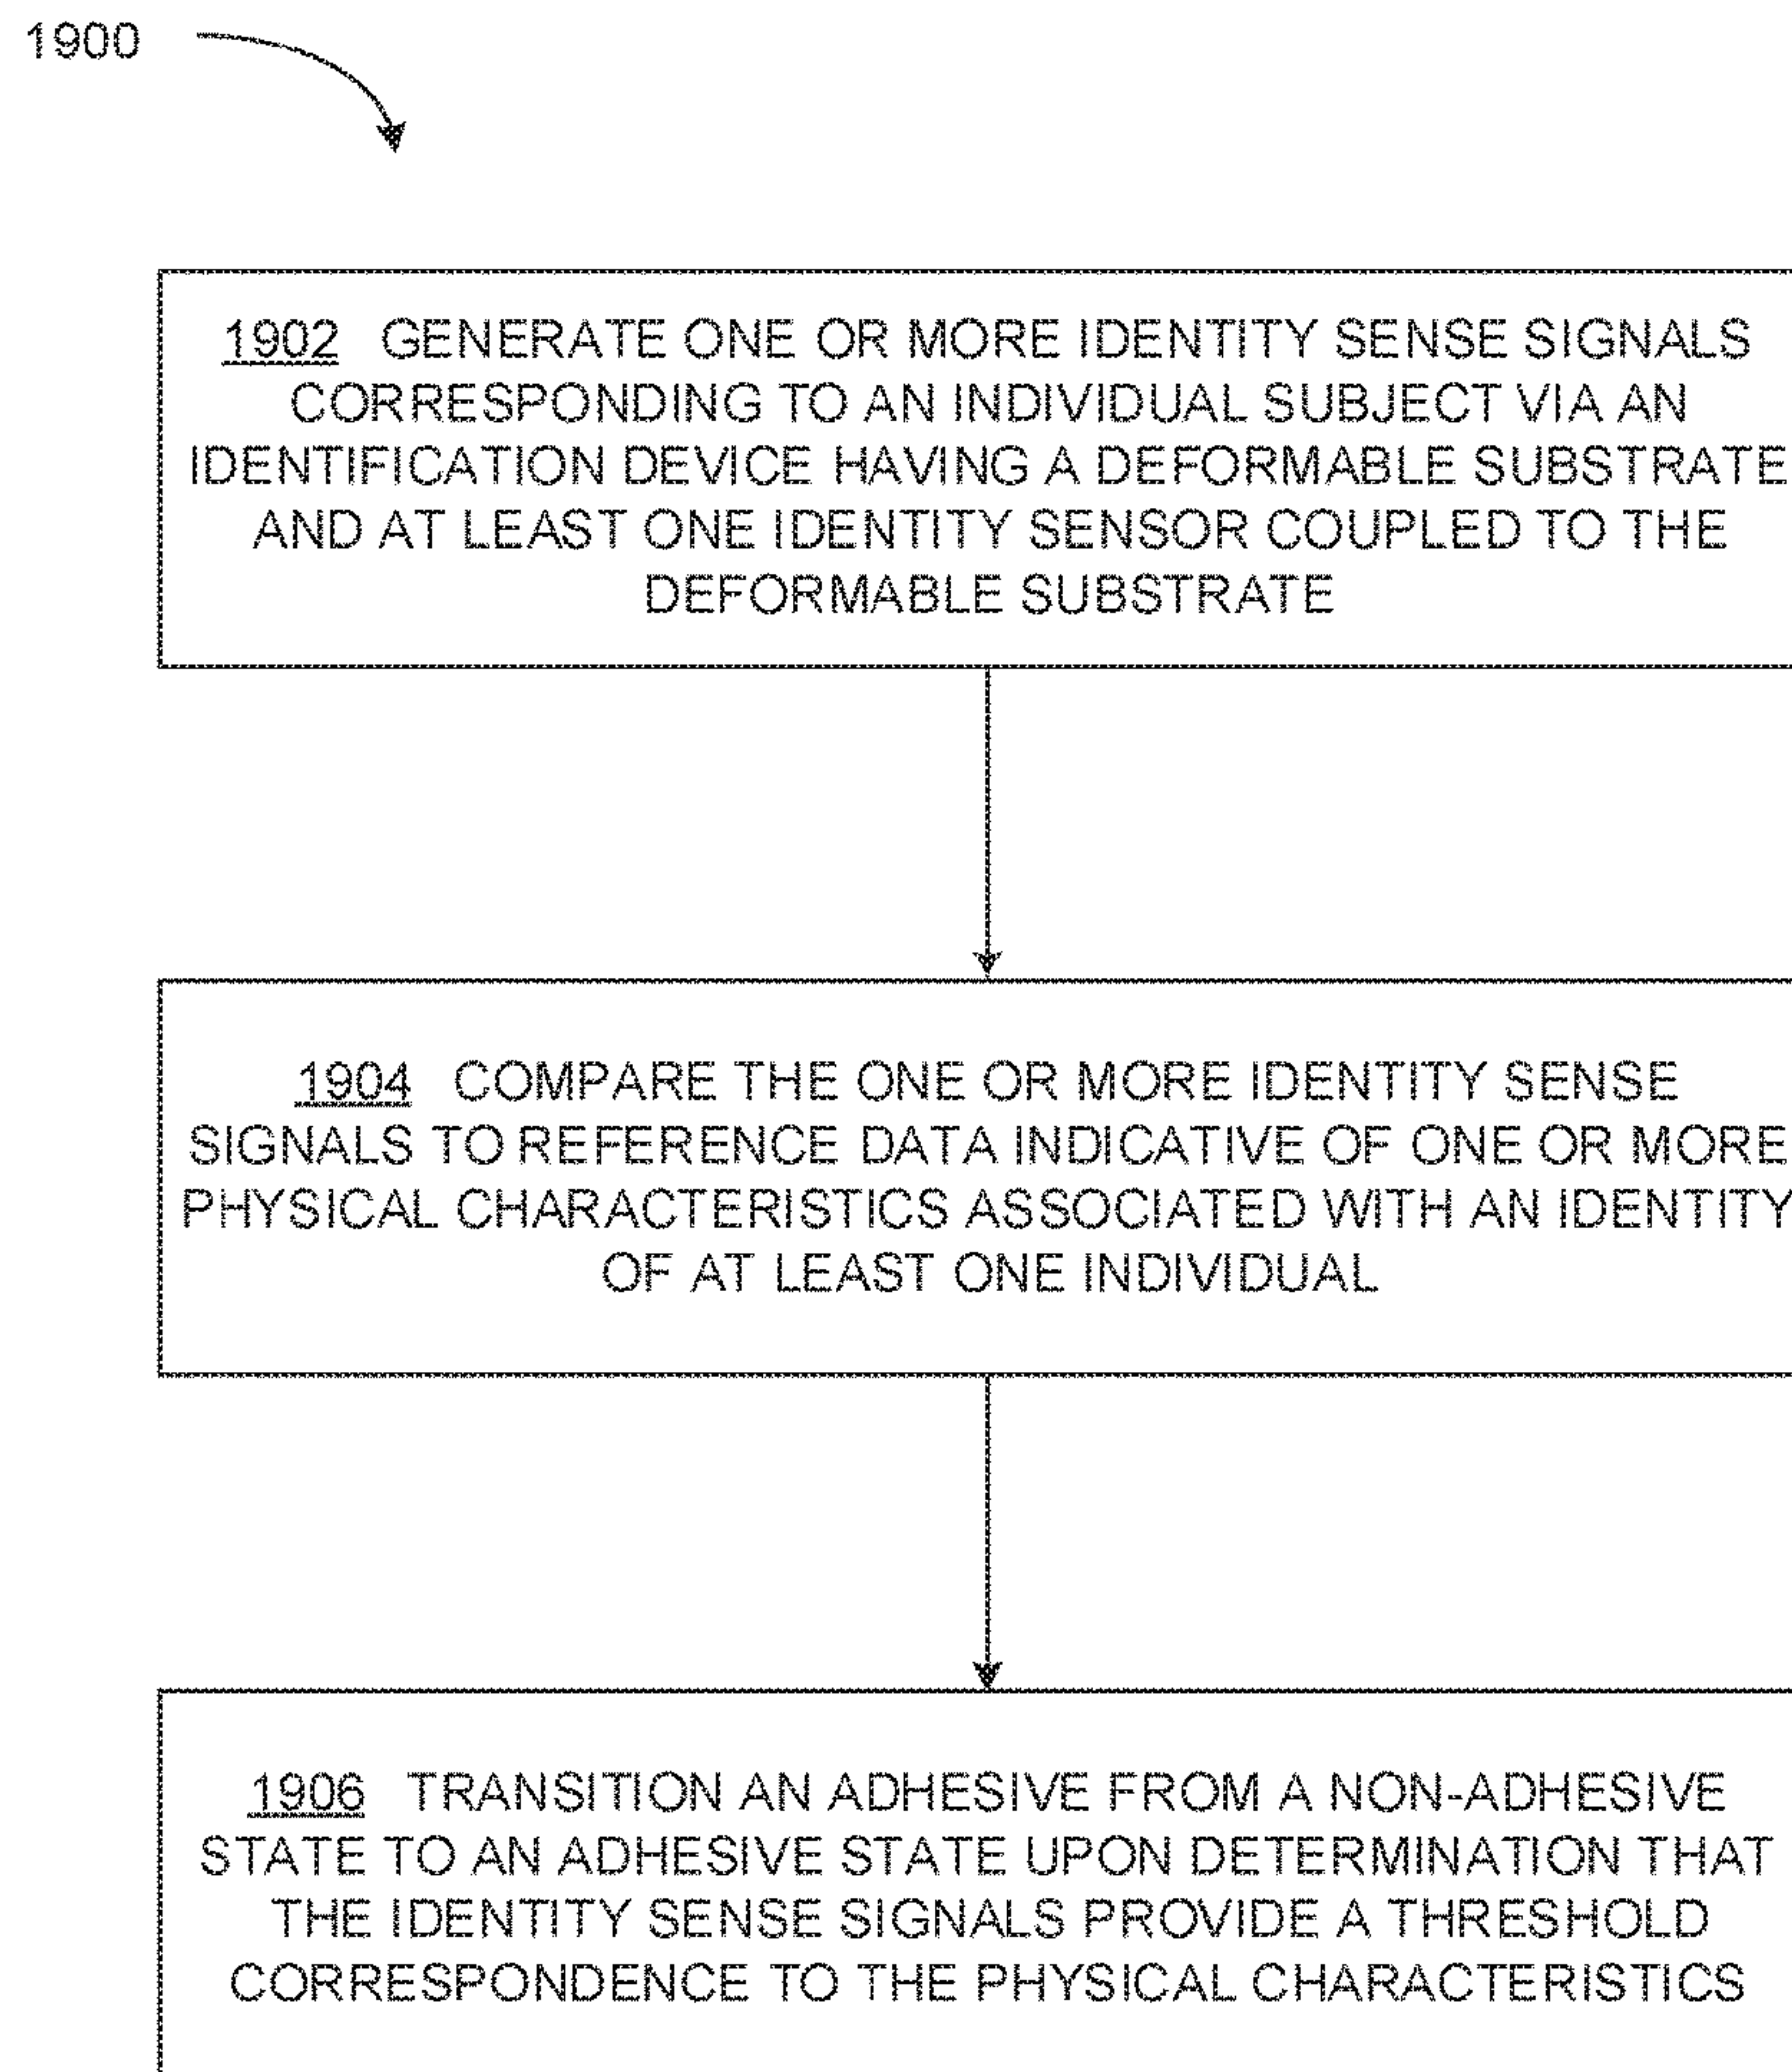 1900
1902 GENERATE ONE OR MORE IDENTITY SENSE SIGNALS
CORRESPONDING TO AN INDIVIDUAL SUBJECT VIA AN
IDENTIFICATION DEVICE HAVING A DEFORMABLE SUBSTRATE
AND AT LEAST ONE IDENTITY SENSOR COUPLED TO THE
DEFORMABLE SUBSTRATE
1904 COMPARE THE ONE OR MORE IDENTITY SENSE
SIGNALS TO REFERENCE DATA INDICATIVE OF ONE OR MORE
PHYSICAL CHARACTERISTICS ASSOCIATED WITH AN IDENTITY
OF AT LEAST ONE INDIVIDUAL
1906 TRANSITION AN ADHESIVE FROM A NON-ADHESIVE
STATE TO AN ADHESIVE STATE UPON DETERMINATION THAT
THE IDENTITY SENSE SIGNALS PROVIDE A THRESHOLD
CORRESPONDENCE TO THE PHYSICAL CHARACTERISTICS